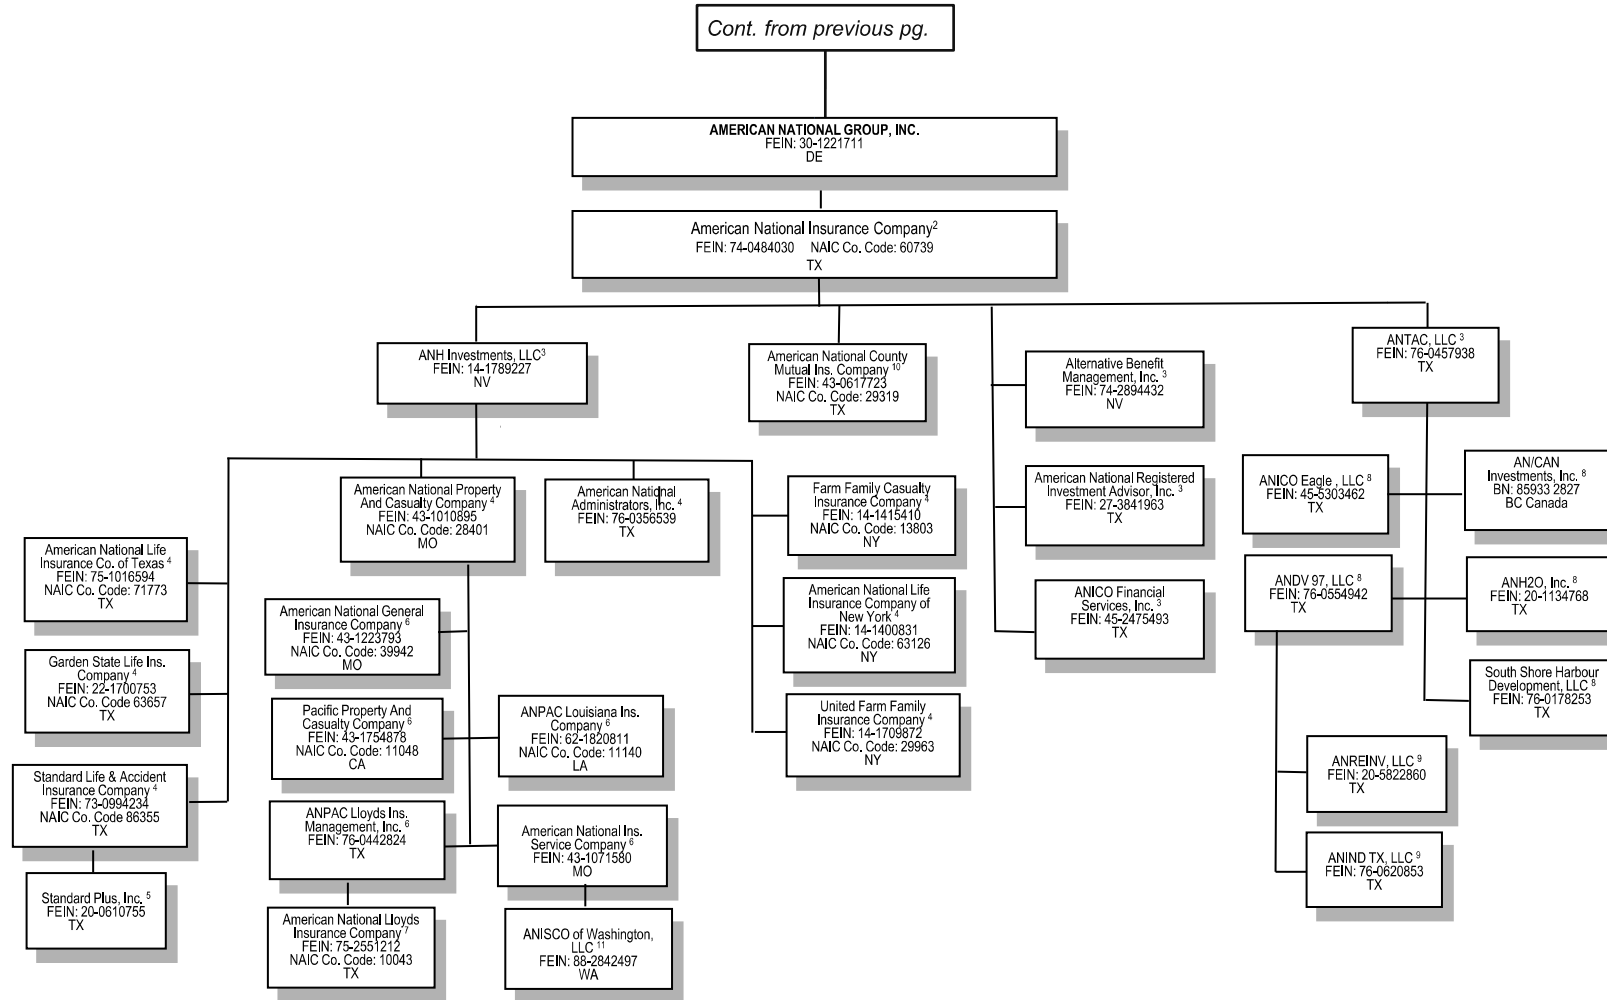 Cont. from previous pg.
AMERICAN NATIONAL GROUP, INC.
FEIN: 30-1221711
DE
American National Insurance Company²
FEIN: 74-0484030 NAIC Co. Code: 60739
TX
ANH Investments, LLC³
FEIN: 14-1789227
NV
American National County
Mutual Ins. Company ¹⁰
FEIN: 43-0617723
NAIC Co. Code: 29319
TX
Alternative Benefit
Management, Inc. ³
FEIN: 74-2894432
NV
American National Registered
Investment Advisor, Inc. ³
FEIN: 27-3841963
TX
ANICO Financial
Services, Inc. ³
FEIN: 45-2475493
TX
ANTAC, LLC ³
FEIN: 76-0457938
TX
American National Life
Insurance Co. of Texas ⁴
FEIN: 75-1016594
NAIC Co. Code: 71773
TX
Garden State Life Ins.
Company ⁴
FEIN: 22-1700753
NAIC Co. Code 63657
TX
Standard Life & Accident
Insurance Company ⁴
FEIN: 73-0994234
NAIC Co. Code 86355
TX
Standard Plus, Inc. ⁵
FEIN: 20-0610755
TX
American National Property
And Casualty Company ⁴
FEIN: 43-1010895
NAIC Co. Code: 28401
MO
American National General
Insurance Company ⁶
FEIN: 43-1223793
NAIC Co. Code: 39942
MO
Pacific Property And
Casualty Company ⁶
FEIN: 43-1754878
NAIC Co. Code: 11048
CA
ANPAC Louisiana Ins.
Company ⁶
FEIN: 62-1820811
NAIC Co. Code: 11140
LA
ANPAC Lloyds Ins.
Management, Inc. ⁶
FEIN: 76-0442824
TX
American National Ins.
Service Company ⁶
FEIN: 43-1071580
MO
American National Lloyds
Insurance Company ⁷
FEIN: 75-2551212
NAIC Co. Code: 10043
TX
ANISCO of Washington,
LLC ¹¹
FEIN: 88-2842497
WA
American National
Administrators, Inc. ⁴
FEIN: 76-0356539
TX
Farm Family Casualty
Insurance Company ⁴
FEIN: 14-1415410
NAIC Co. Code: 13803
NY
American National Life
Insurance Company of
New York ⁴
FEIN: 14-1400831
NAIC Co. Code: 63126
NY
United Farm Family
Insurance Company ⁴
FEIN: 14-1709872
NAIC Co. Code: 29963
NY
ANICO Eagle , LLC ⁸
FEIN: 45-5303462
TX
AN/CAN
Investments, Inc. ⁸
BN: 85933 2827
BC Canada
ANDV 97, LLC ⁸
FEIN: 76-0554942
TX
ANH2O, Inc. ⁸
FEIN: 20-1134768
TX
South Shore Harbour
Development, LLC ⁸
FEIN: 76-0178253
TX
ANREINV, LLC ⁹
FEIN: 20-5822860
TX
ANIND TX, LLC ⁹
FEIN: 76-0620853
TX